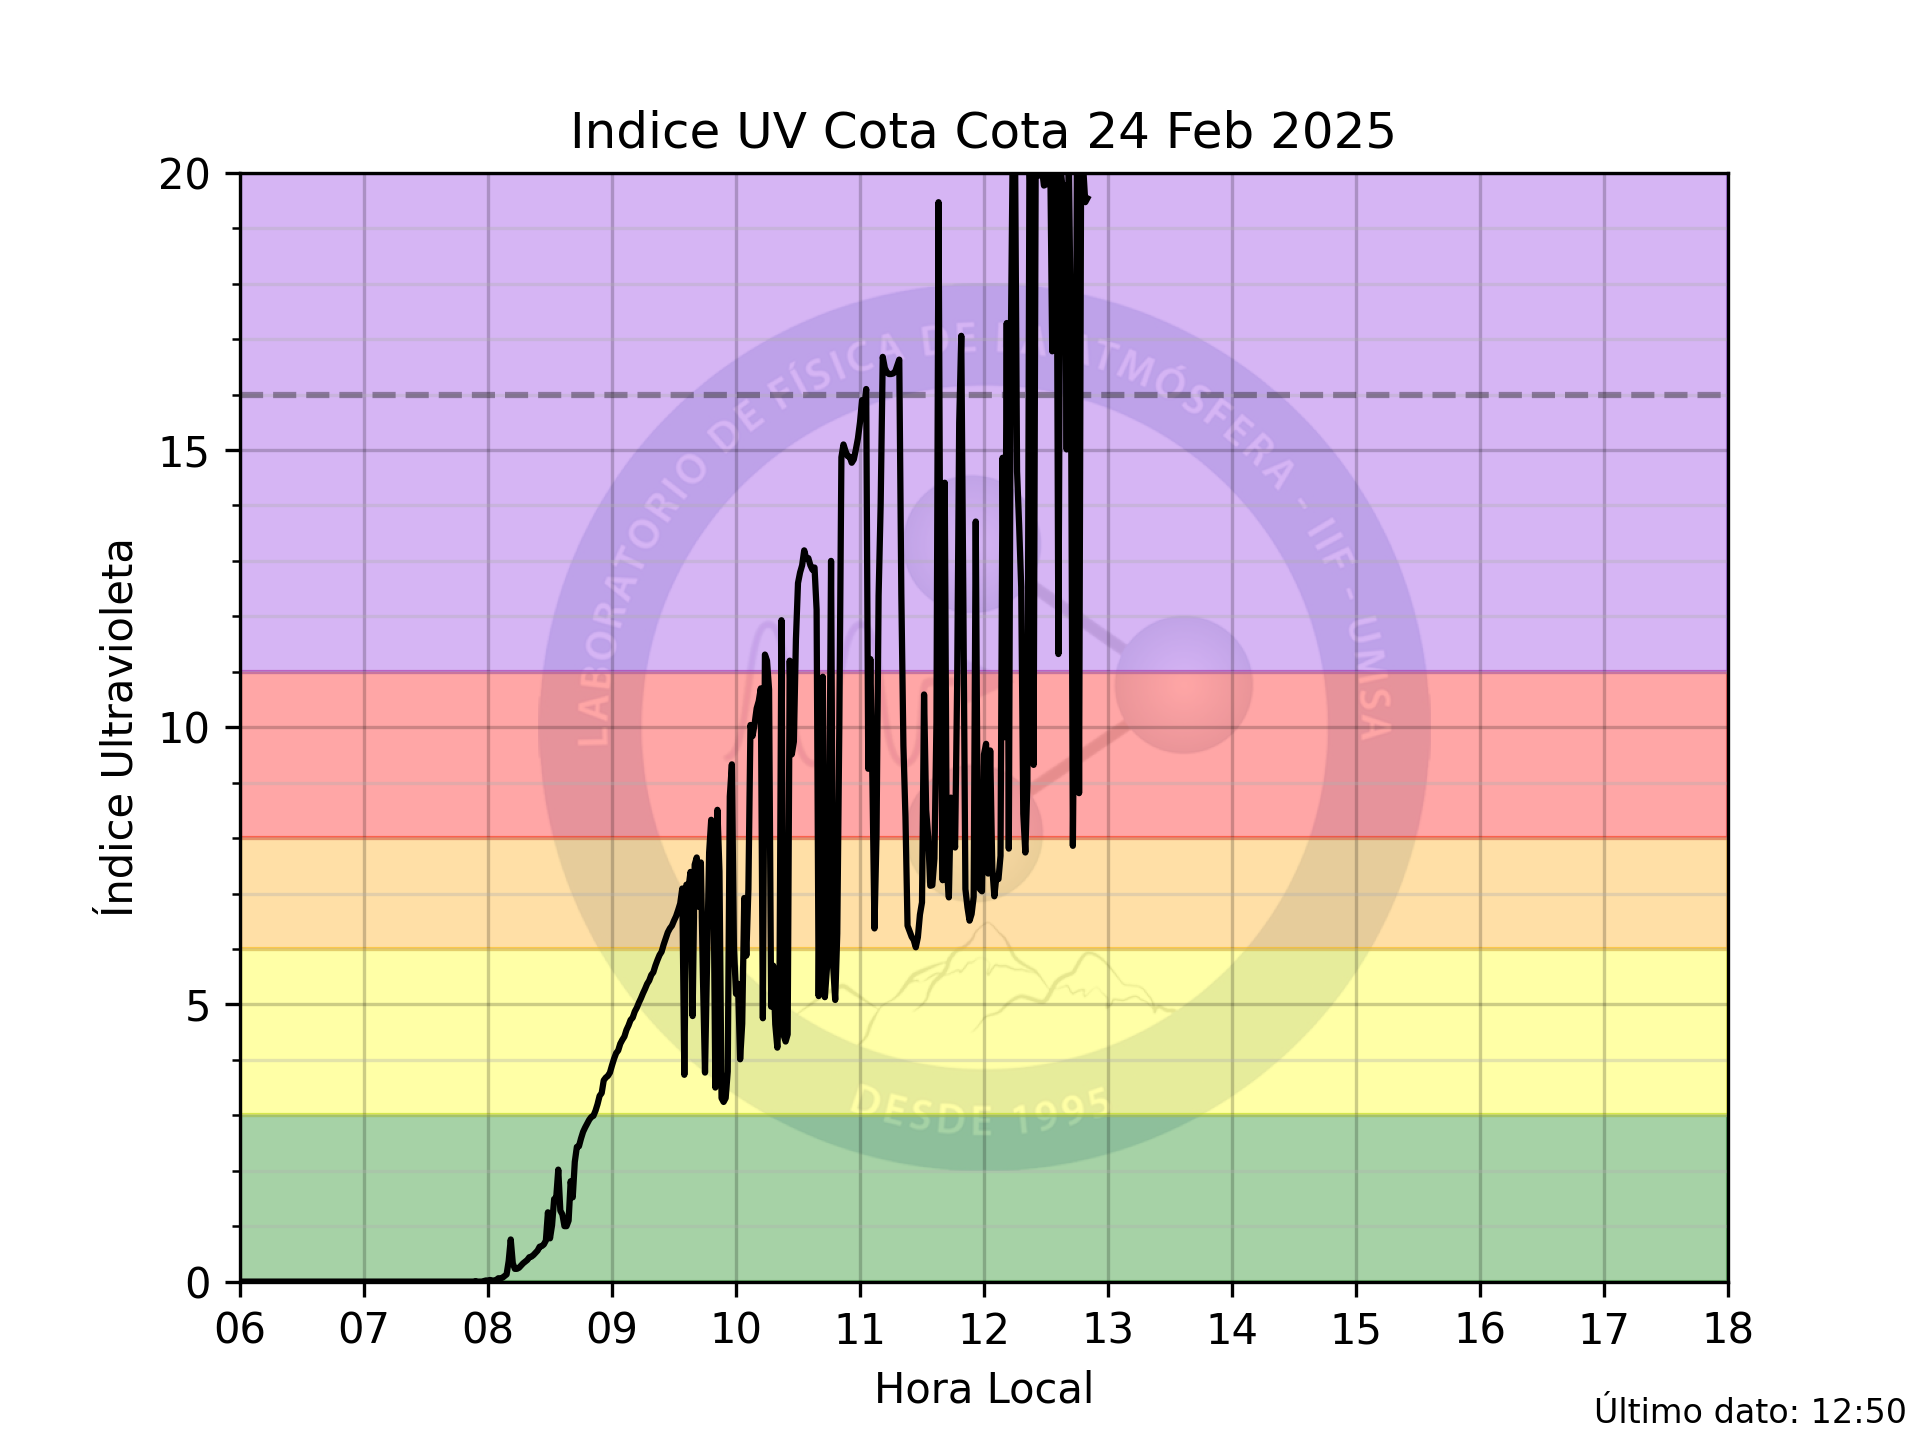 Indice UV Cota Cota 24 Feb 2025
20
15
10
5
0
Índice Ultravioleta
LABORATORIO DE FÍSICA DE LA ATMÓSFERA - IIF - UMSA
DESDE 1995
06 07 08 09 10 11 12 13 14 15 16 17 18
Hora Local
Último dato: 12:50